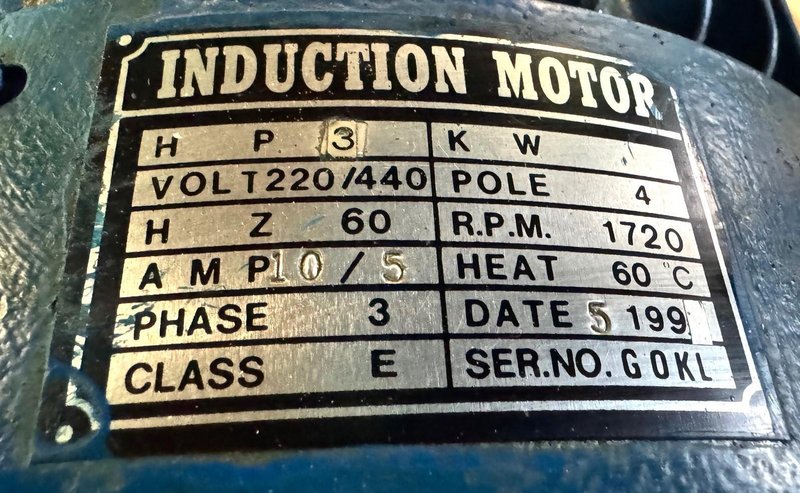 INDUCTION MOTOR
H P 3 K W
VOLT 220/440 POLE 4
H Z 60 R.P.M. 1720
A M P 10 / 5 HEAT 60 °C
PHASE 3 DATE 5 199
CLASS E SER.NO. G0KL